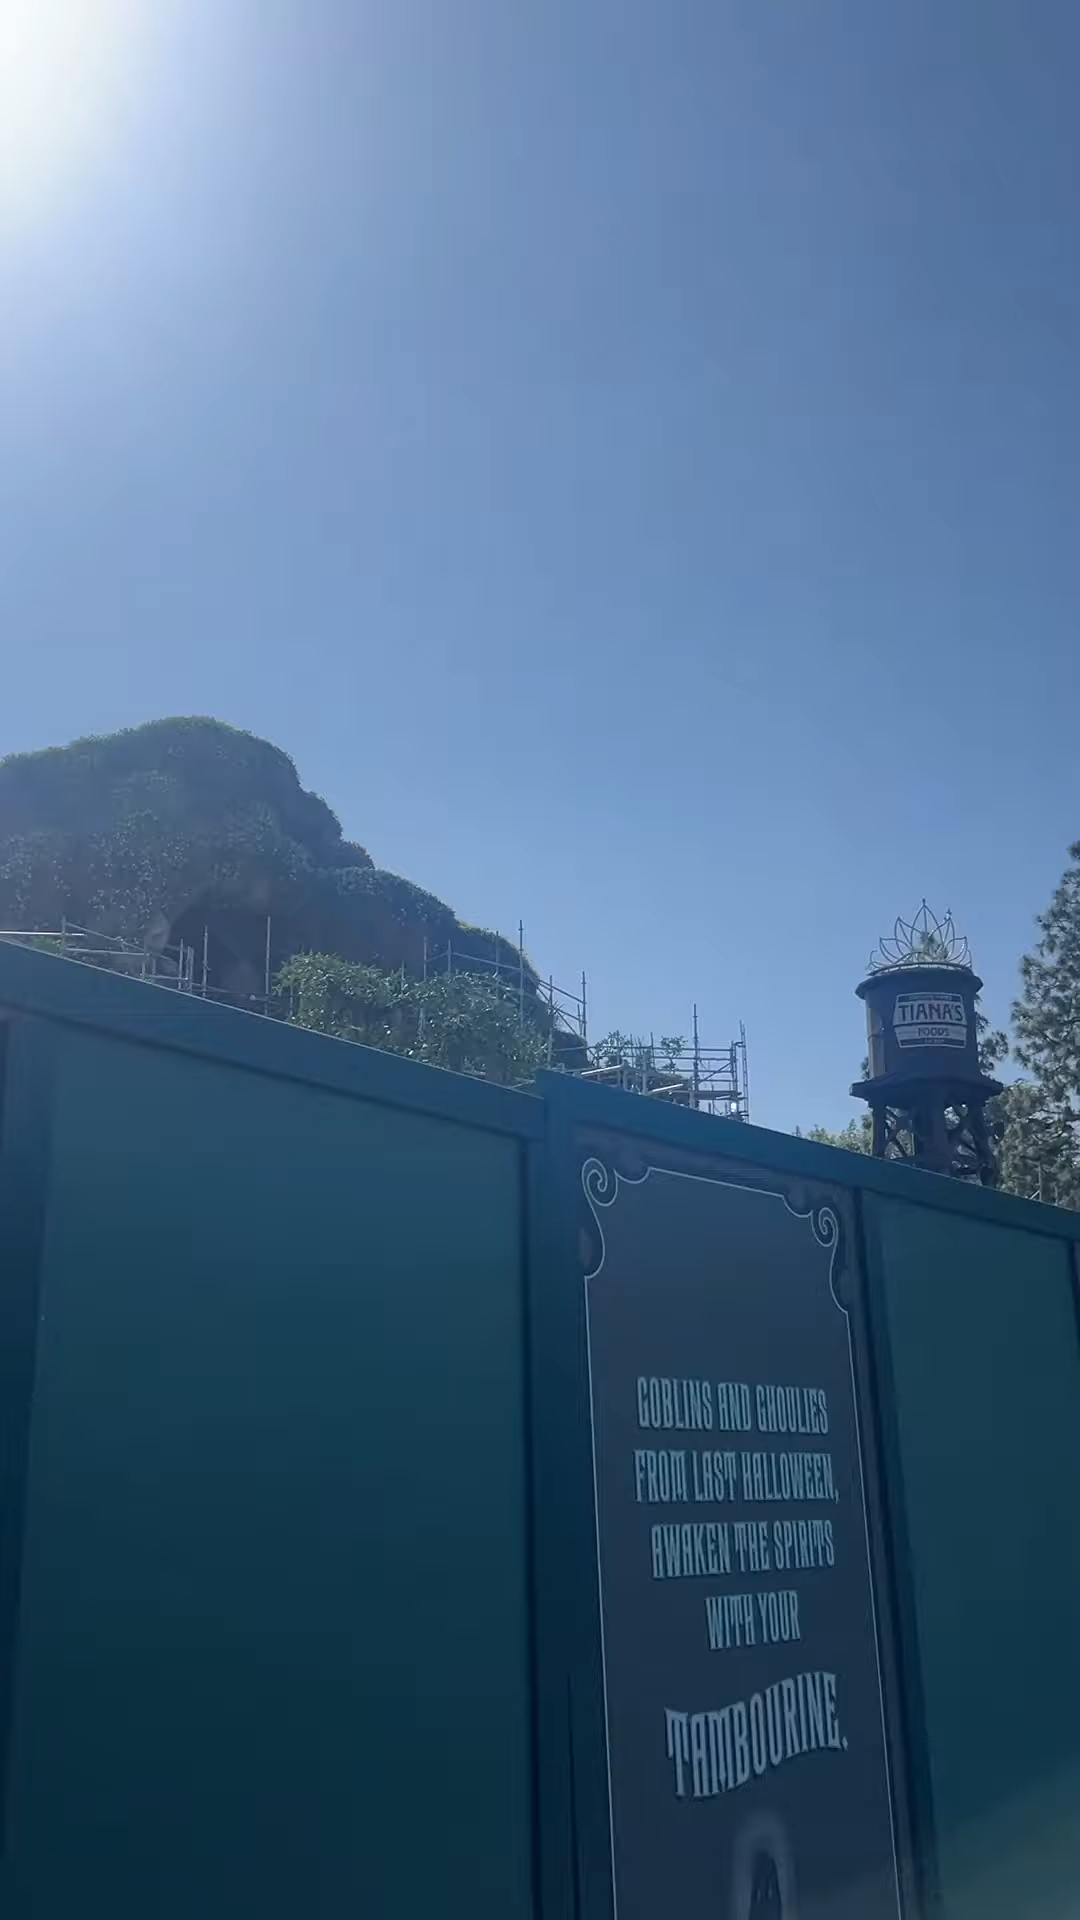 TIANA'S
FOODS
GOBLINS AND GHOULIES
FROM LAST HALLOWEEN,
AWAKEN THE SPIRITS
WITH YOUR
TAMBOURINE.